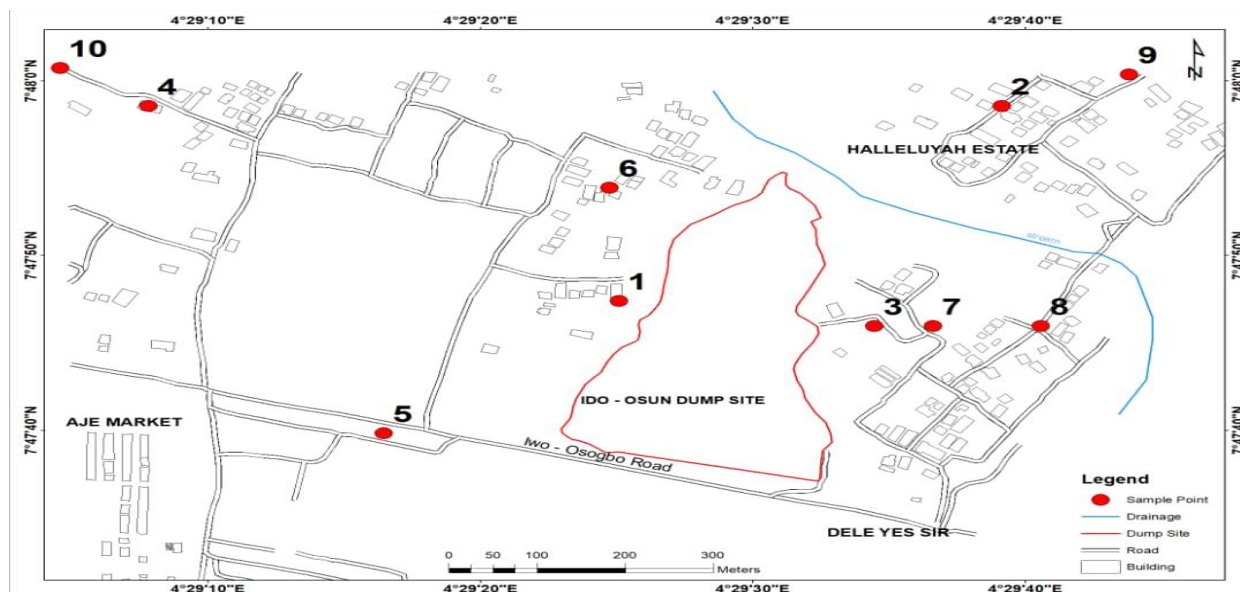 4°29'10"E 4°29'20"E 4°29'30"E 4°29'40"E
10
9
4
2
7°48'0"N
7°48'0"N
N
HALLELUYAH ESTATE
6
stream
7°47'50"N
7°47'50"N
1
3
7
8
IDO - OSUN DUMP SITE
AJE MARKET
5
7°47'40"N
7°47'40"N
Iwo - Osogbo Road
DELE YES SIR
Legend
Sample Point
Drainage
Dump Site
Road
Building
0 50 100 200 300
Meters
4°29'10"E 4°29'20"E 4°29'30"E 4°29'40"E